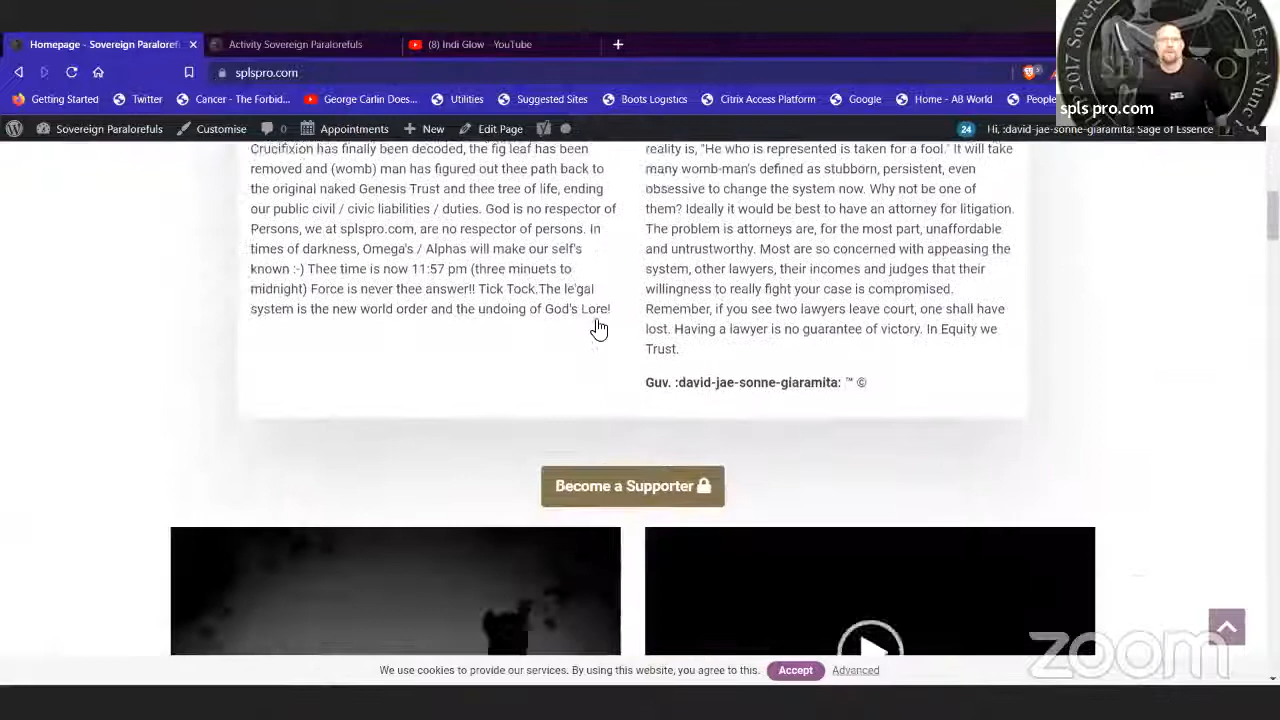 Homepage - Sovereign Paralorefu
Activity Sovereign Paralorefuls
(8) Indi Glow - YouTube
splspro.com
Getting Started Twitter Cancer - The Forbid... George Carlin Does... Utilities Suggested Sites Boots Logistics Citrix Access Platform Google Home - AB World People
Sovereign Paralorefuls Customise 0 Appointments New Edit Page 24 Hi, :david-jae-sonne-giaramita: Sage of Essence
spls pro.com
Crucifixion has finally been decoded, the fig leaf has been
removed and (womb) man has figured out thee path back to
the original naked Genesis Trust and thee tree of life, ending
our public civil / civic liabilities / duties. God is no respector of
Persons, we at splspro.com, are no respector of persons. In
times of darkness, Omega's / Alphas will make our self's
known :-) Thee time is now 11:57 pm (three minuets to
midnight) Force is never thee answer!! Tick Tock.The le'gal
system is the new world order and the undoing of God's Lore!
reality is, "He who is represented is taken for a fool." It will take
many womb-man's defined as stubborn, persistent, even
obsessive to change the system now. Why not be one of
them? Ideally it would be best to have an attorney for litigation.
The problem is attorneys are, for the most part, unaffordable
and untrustworthy. Most are so concerned with appeasing the
system, other lawyers, their incomes and judges that their
willingness to really fight your case is compromised.
Remember, if you see two lawyers leave court, one shall have
lost. Having a lawyer is no guarantee of victory. In Equity we
Trust.
Guv. :david-jae-sonne-giaramita: ™ ©
Become a Supporter
We use cookies to provide our services. By using this website, you agree to this. Accept Advanced
zoom